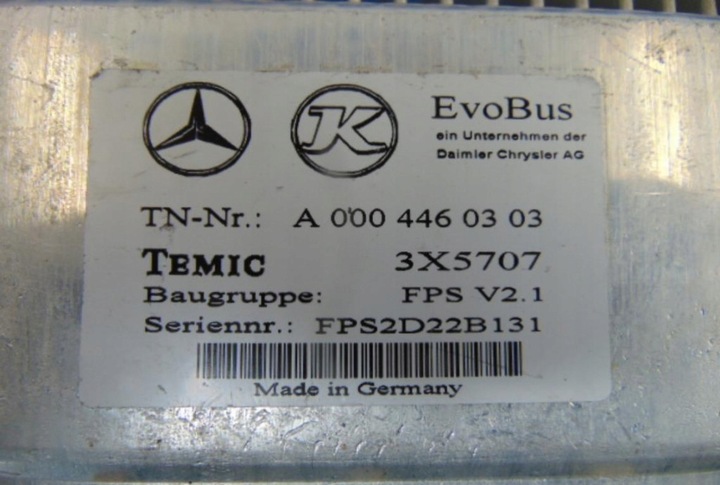 K
EvoBus
ein Unternehmen der
Daimler Chrysler AG
TN-Nr.: A 000 446 03 03
TEMIC 3X5707
Baugruppe: FPS V2.1
Seriennr.: FPS2D22B131
Made in Germany